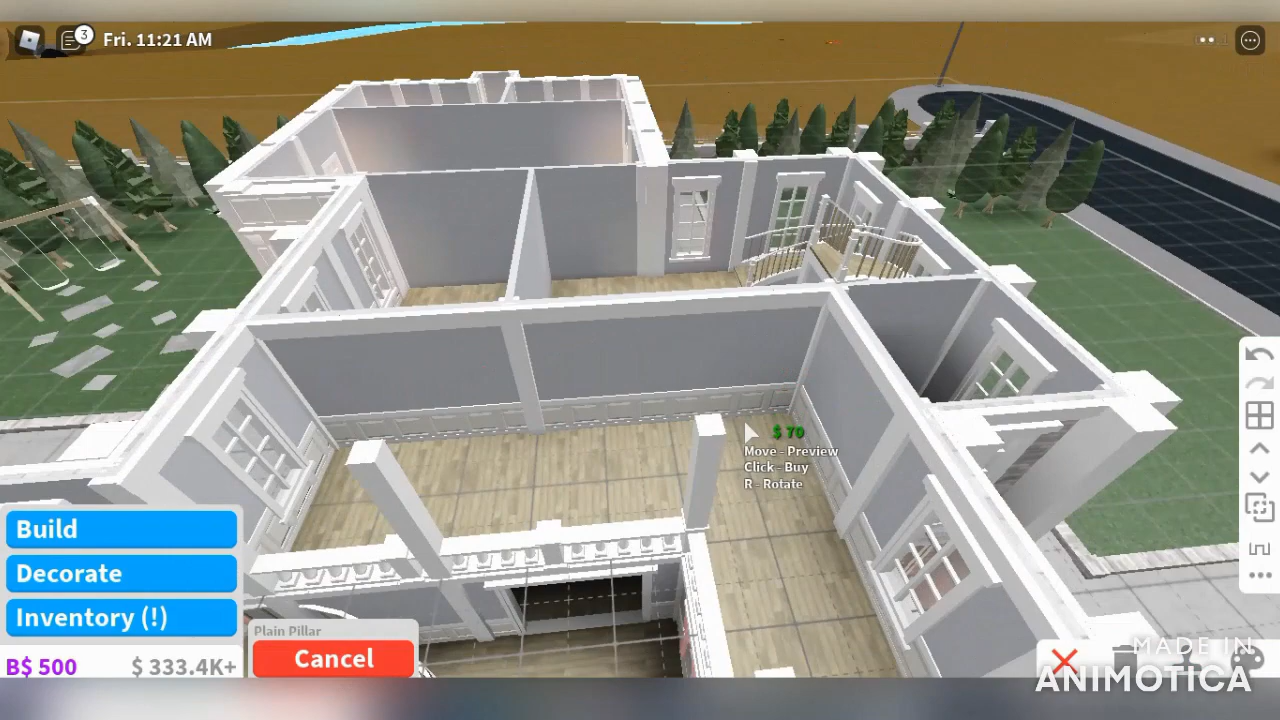 3
Fri. 11:21 AM
$ 70
Move - Preview
Click - Buy
R - Rotate
Build
Decorate
Inventory (!)
B$ 500 $ 333.4K+
Plain Pillar
Cancel
MADE IN
ANIMOTICA